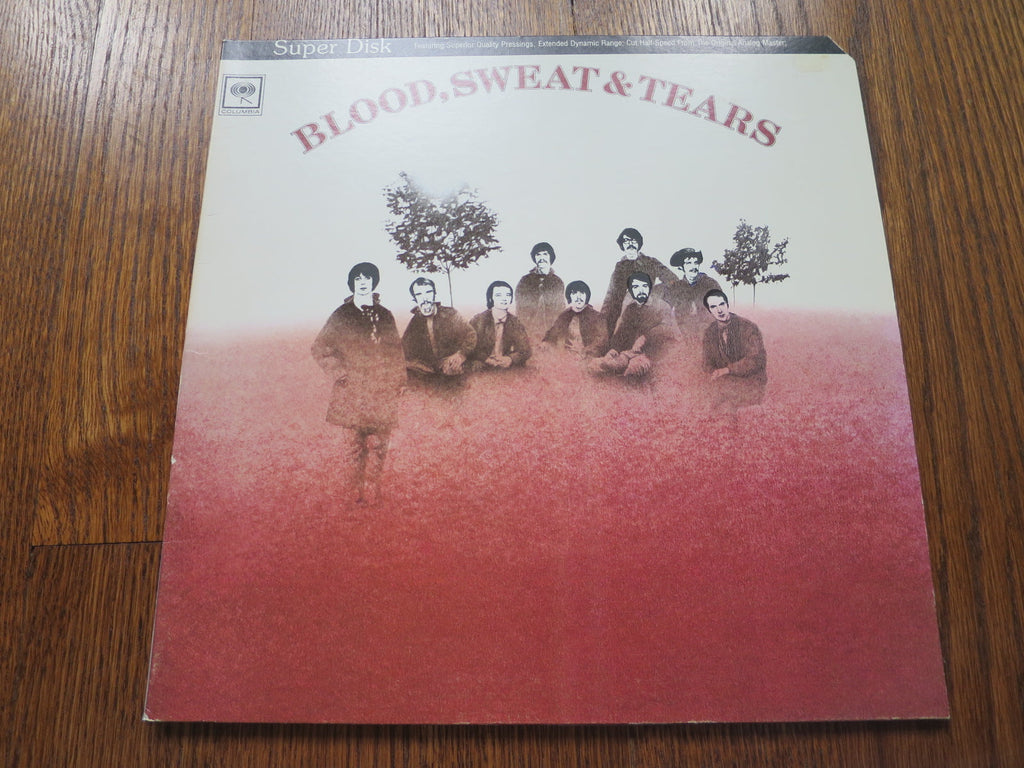 Super Disk Featuring Superior Quality Pressings, Extended Dynamic Range; Cut Half-Speed From The Original Analog Master.
COLUMBIA
BLOOD, SWEAT & TEARS